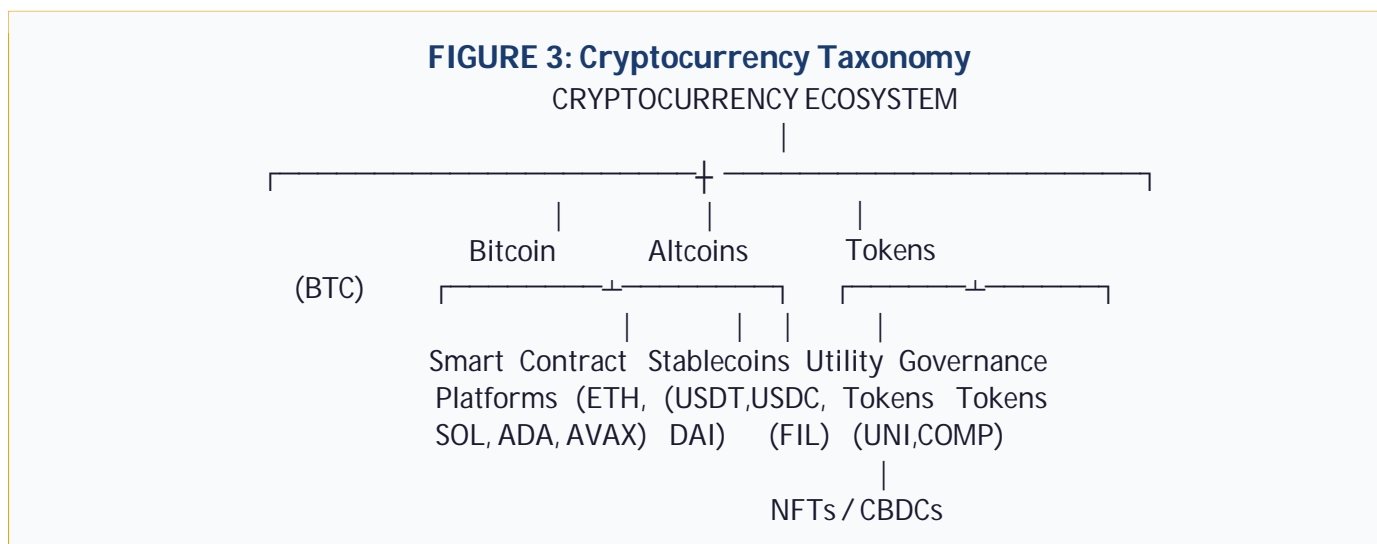 FIGURE 3: Cryptocurrency Taxonomy
CRYPTOCURRENCY ECOSYSTEM
Bitcoin Altcoins Tokens
(BTC)
Smart Contract Stablecoins Utility Governance
Platforms (ETH, (USDT,USDC, Tokens Tokens
SOL, ADA, AVAX) DAI) (FIL) (UNI,COMP)
NFTs / CBDCs